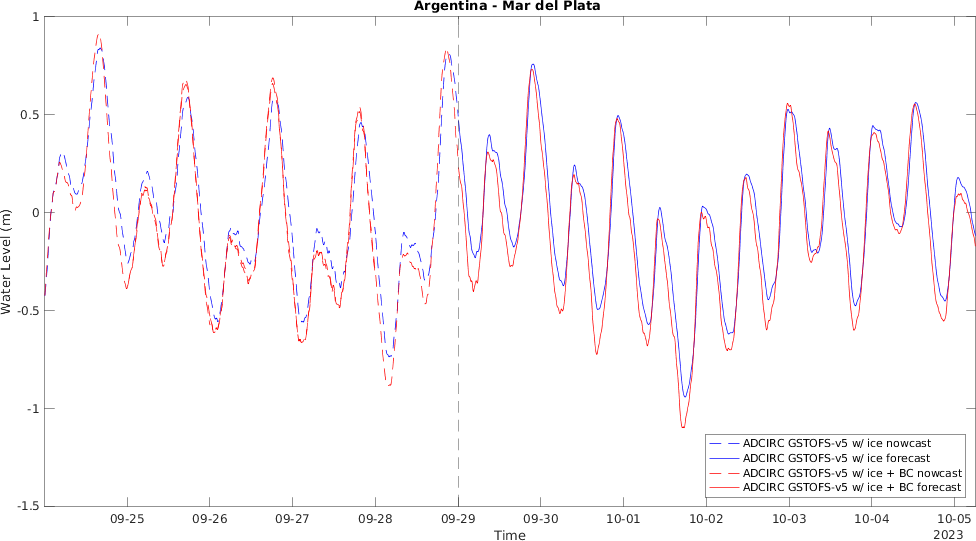 Argentina - Mar del Plata
1
0.5
0
-0.5
-1
-1.5
Water Level (m)
ADCIRC GSTOFS-v5 w/ ice nowcast
ADCIRC GSTOFS-v5 w/ ice forecast
ADCIRC GSTOFS-v5 w/ ice + BC nowcast
ADCIRC GSTOFS-v5 w/ ice + BC forecast
09-25 09-26 09-27 09-28 09-29 09-30 10-01 10-02 10-03 10-04 10-05
Time
2023